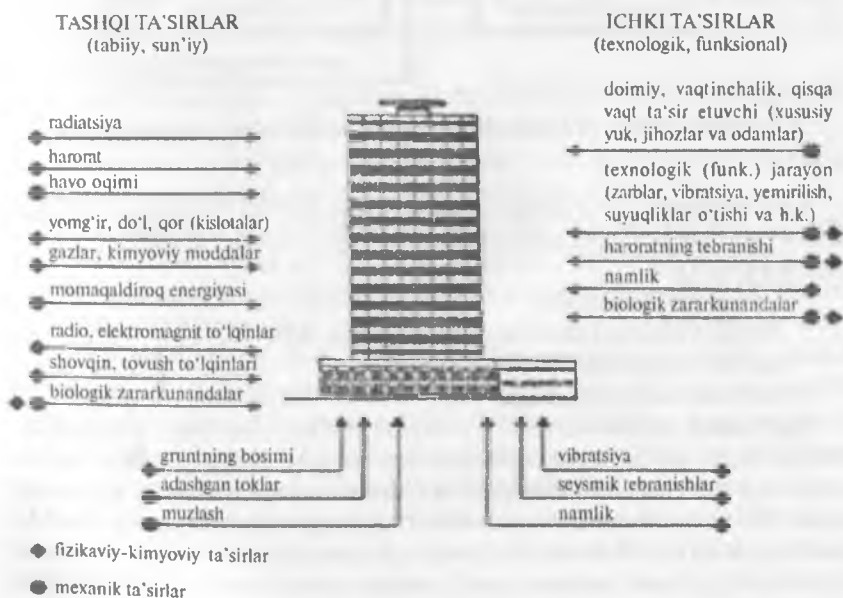 TASHQI TA'SIRLAR
(tabiiy, sun'iy)
radiatsiya
harorat
havo oqimi
yomg'ir, do'l, qor (kislotalar)
gazlar, kimyoviy moddalar
momaqaldiroq energiyasi
radio, elektromagnit to'lqinlar
shovqin, tovush to'lqinlari
biologik zararkunandalar
ICHKI TA'SIRLAR
(texnologik, funksional)
doimiy, vaqtinchalik, qisqa
vaqt ta'sir etuvchi (xususiy
yuk, jihozlar va odamlar)
texnologik (funk.) jarayon
(zarblar, vibratsiya, yemirilish,
suyuqliklar o'tishi va h.k.)
haroratning tebranishi
namlik
biologik zararkunandalar
gruntning bosimi
adashgan toklar
muzlash
vibratsiya
seysmik tebranishlar
namlik
fizikaviy-kimyoviy ta'sirlar
mexanik ta'sirlar